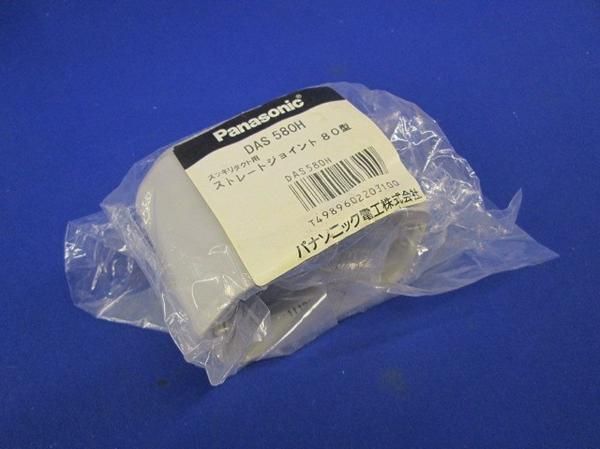 Panasonic
DAS 580H
スッキリダクト用
ストレートジョイント 80型
DAS580H
T4989602203100
パナソニック電工株式会社